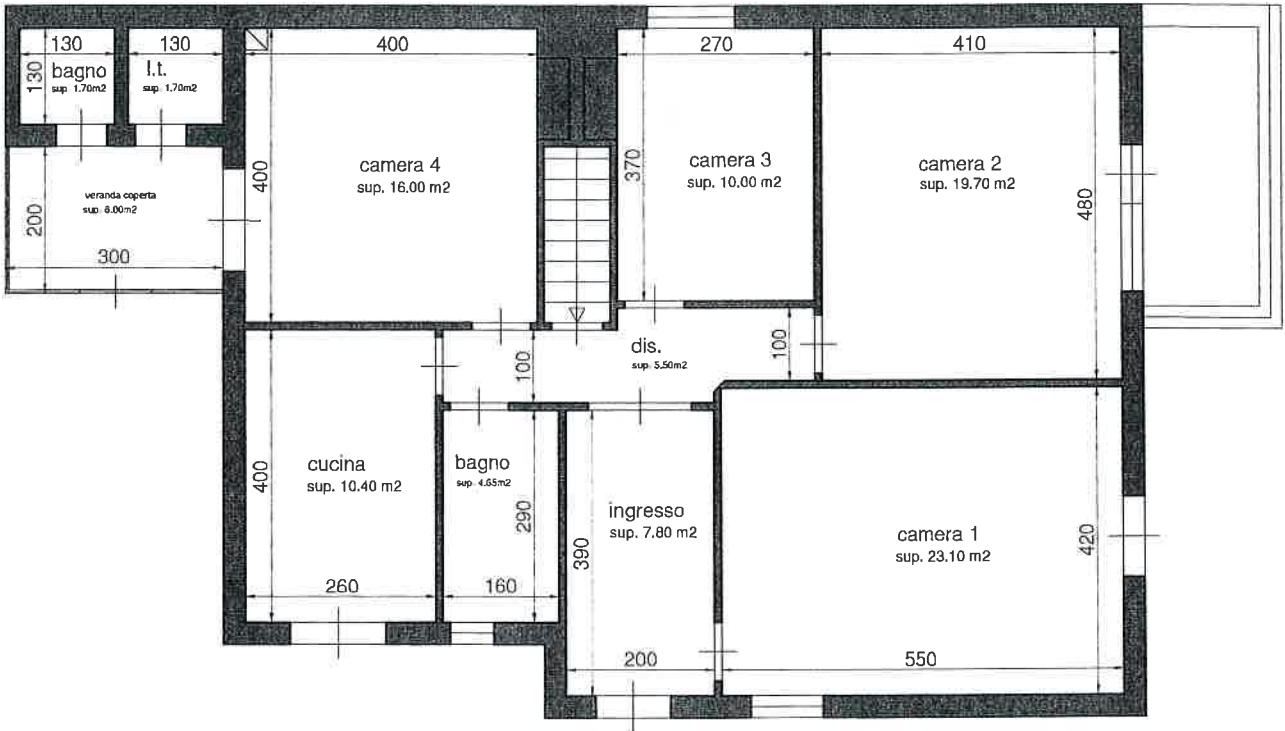 130
130
400
270
410
130
bagno
sup. 1.70m2
l.t.
sup. 1.70m2
camera 4
sup. 16.00 m2
400
370
camera 3
sup. 10.00 m2
camera 2
sup. 19.70 m2
480
veranda coperta
sup. 6.00m2
200
300
dis.
sup. 5.50m2
100
100
cucina
sup. 10.40 m2
400
260
bagno
sup. 4.65m2
290
160
ingresso
sup. 7.80 m2
390
200
camera 1
sup. 23.10 m2
420
550